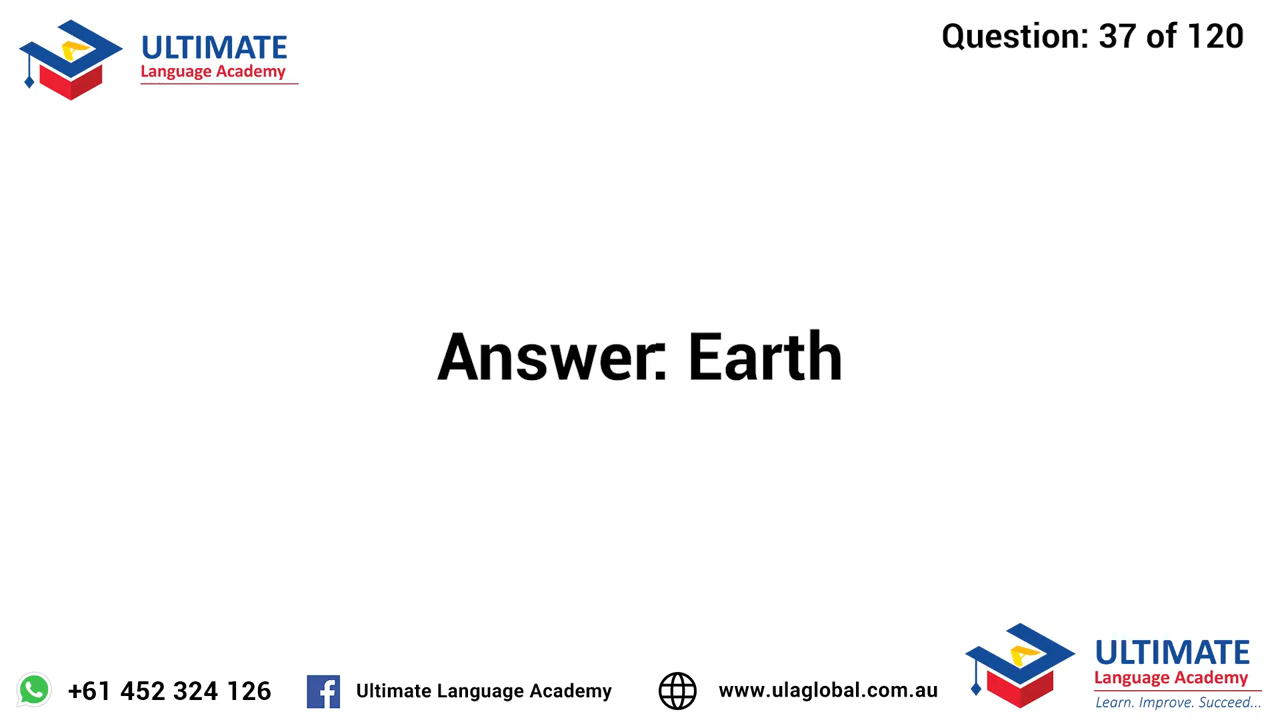 ULTIMATE
Language Academy
Question: 37 of 120
Answer: Earth
+61 452 324 126
Ultimate Language Academy
www.ulaglobal.com.au
ULTIMATE
Language Academy
Learn. Improve. Succeed...